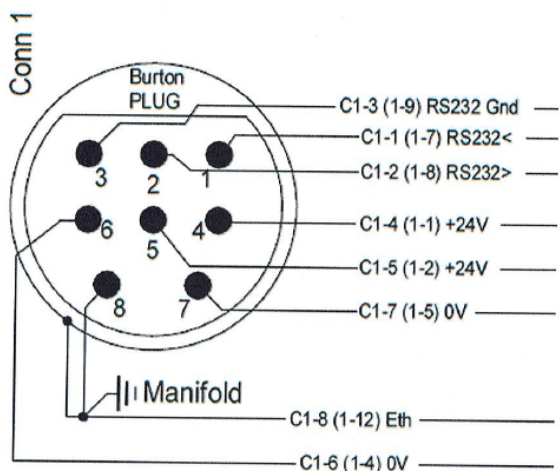 Conn 1
Burton
PLUG
C1-3 (1-9) RS232 Gnd
C1-1 (1-7) RS232<
C1-2 (1-8) RS232>
C1-4 (1-1) +24V
C1-5 (1-2) +24V
C1-7 (1-5) 0V
3
2
1
6
5
4
8
7
Manifold
C1-8 (1-12) Eth
C1-6 (1-4) 0V